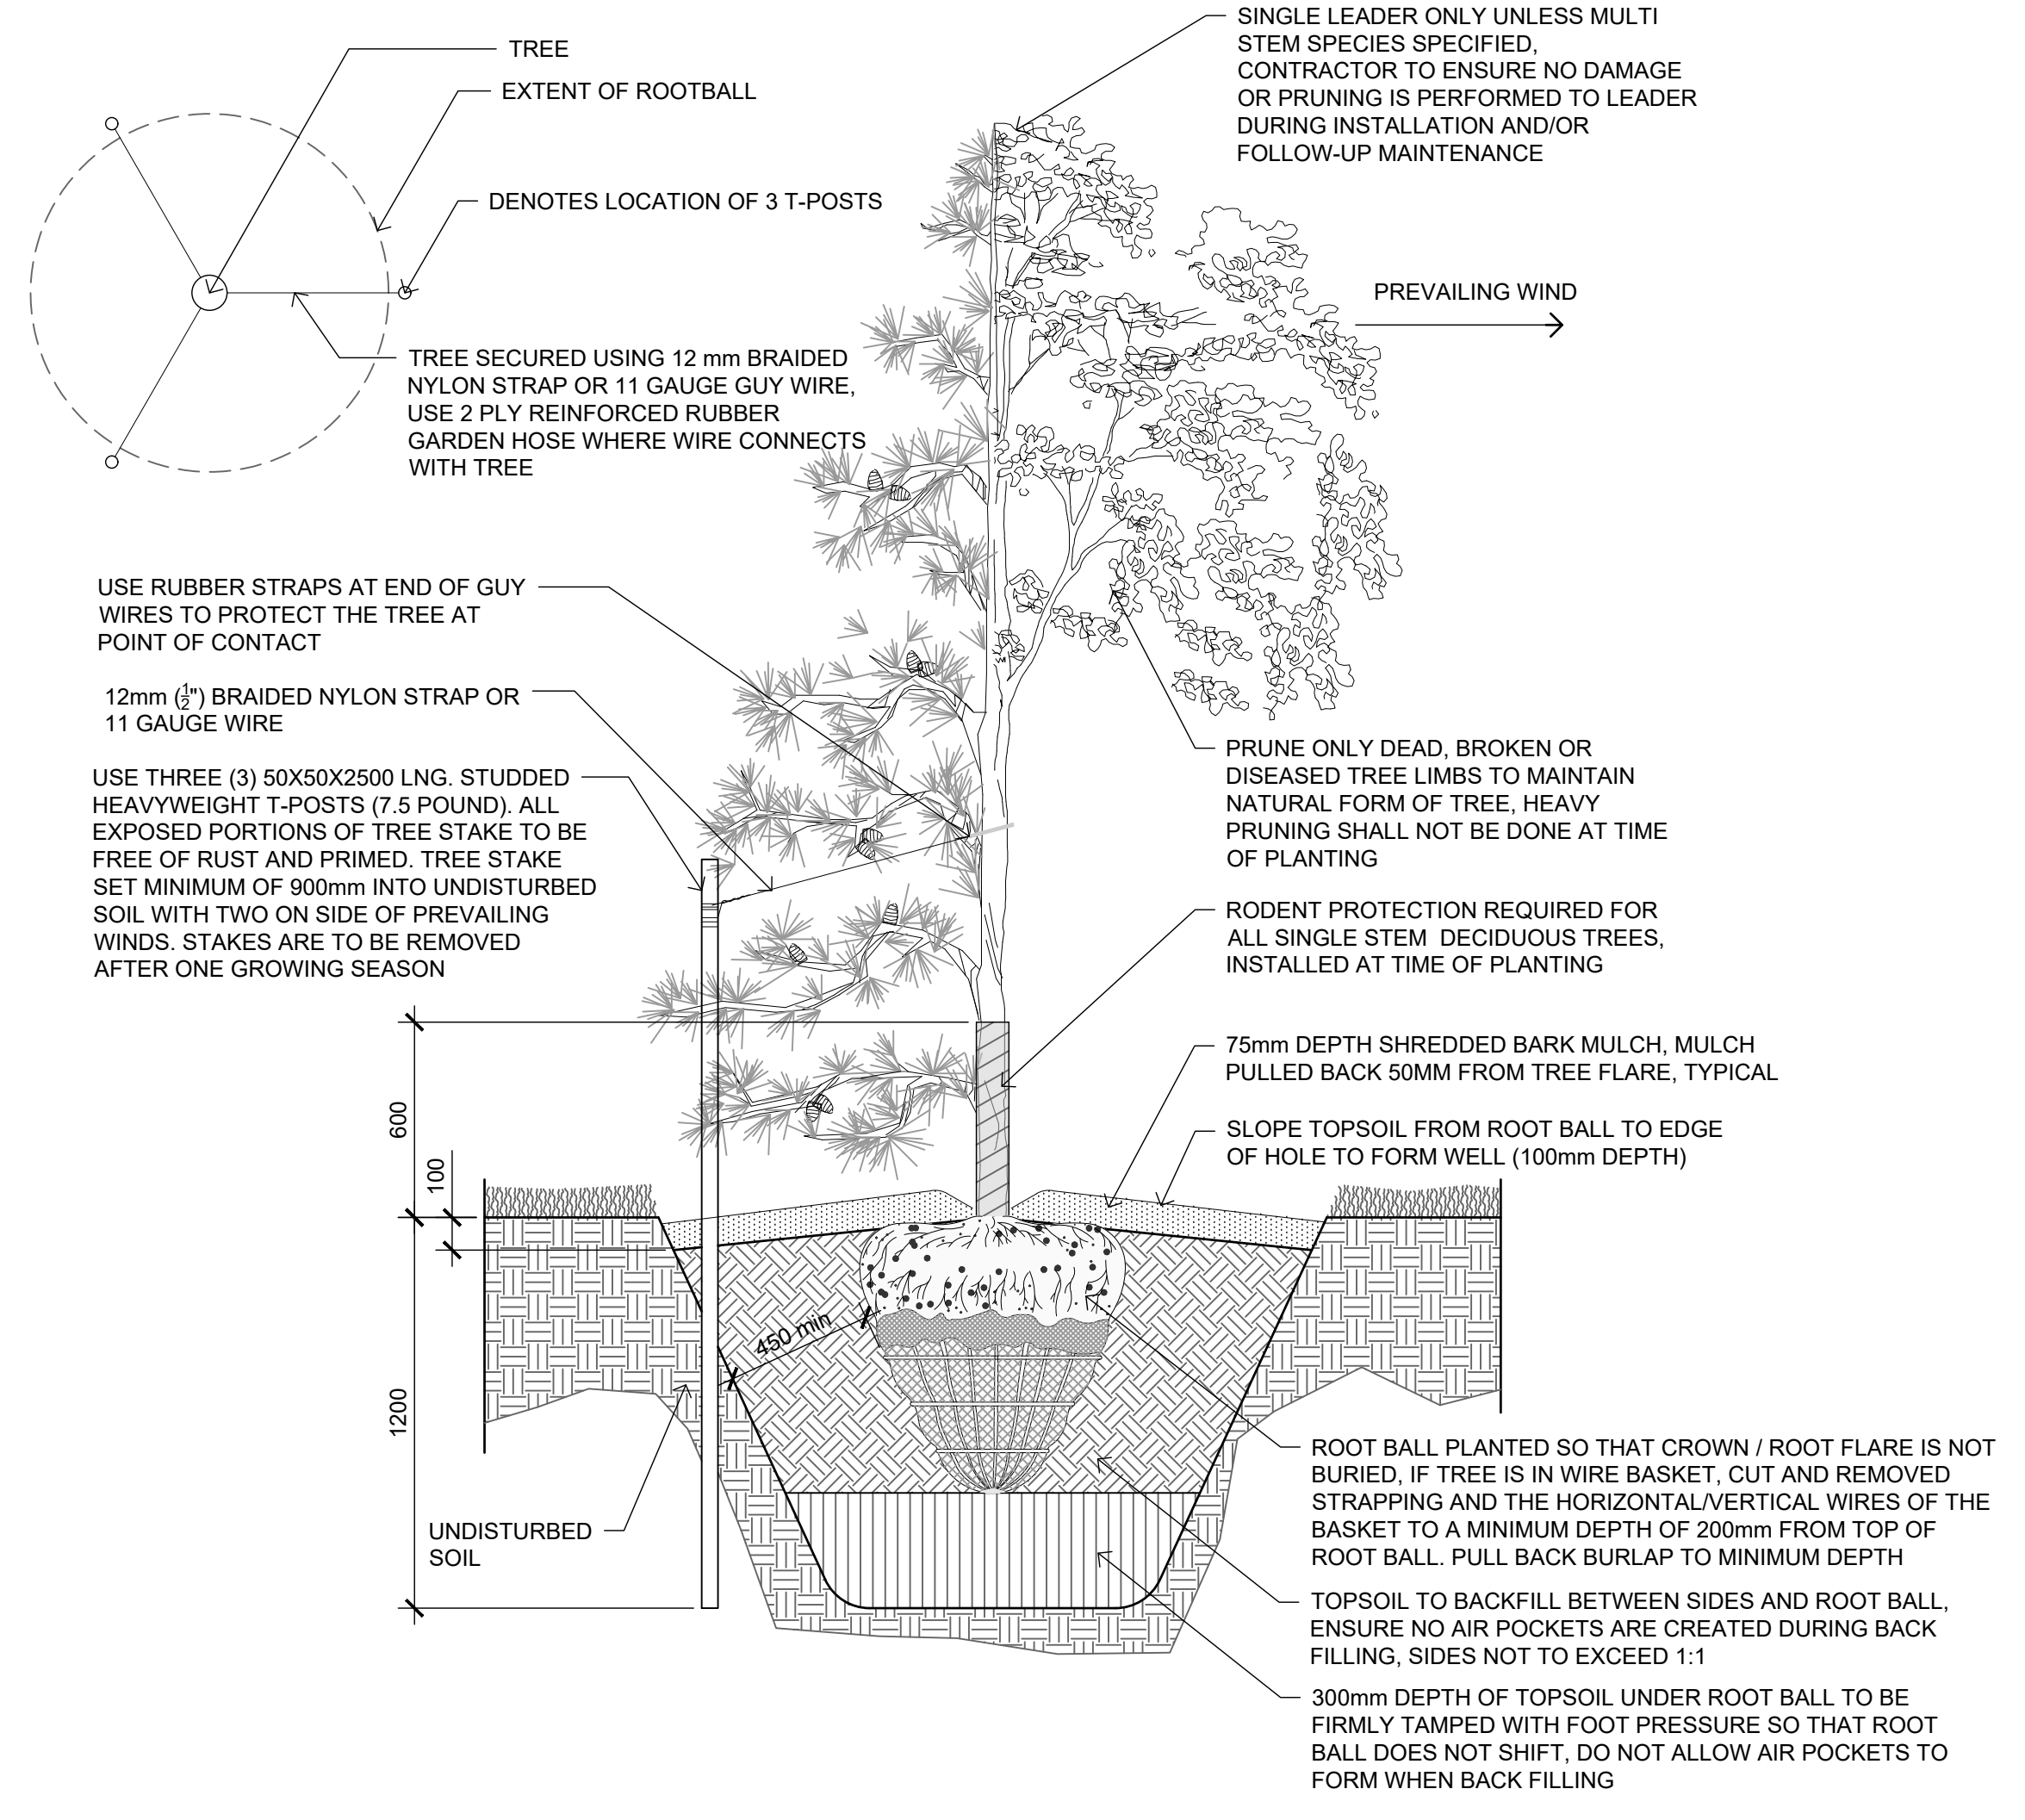 TREE
EXTENT OF ROOTBALL
DENOTES LOCATION OF 3 T-POSTS
TREE SECURED USING 12 mm BRAIDED
NYLON STRAP OR 11 GAUGE GUY WIRE,
USE 2 PLY REINFORCED RUBBER
GARDEN HOSE WHERE WIRE CONNECTS
WITH TREE
SINGLE LEADER ONLY UNLESS MULTI
STEM SPECIES SPECIFIED,
CONTRACTOR TO ENSURE NO DAMAGE
OR PRUNING IS PERFORMED TO LEADER
DURING INSTALLATION AND/OR
FOLLOW-UP MAINTENANCE
PREVAILING WIND
USE RUBBER STRAPS AT END OF GUY
WIRES TO PROTECT THE TREE AT
POINT OF CONTACT
12mm (½") BRAIDED NYLON STRAP OR
11 GAUGE WIRE
USE THREE (3) 50X50X2500 LNG. STUDDED
HEAVYWEIGHT T-POSTS (7.5 POUND). ALL
EXPOSED PORTIONS OF TREE STAKE TO BE
FREE OF RUST AND PRIMED. TREE STAKE
SET MINIMUM OF 900mm INTO UNDISTURBED
SOIL WITH TWO ON SIDE OF PREVAILING
WINDS. STAKES ARE TO BE REMOVED
AFTER ONE GROWING SEASON
PRUNE ONLY DEAD, BROKEN OR
DISEASED TREE LIMBS TO MAINTAIN
NATURAL FORM OF TREE, HEAVY
PRUNING SHALL NOT BE DONE AT TIME
OF PLANTING
RODENT PROTECTION REQUIRED FOR
ALL SINGLE STEM DECIDUOUS TREES,
INSTALLED AT TIME OF PLANTING
75mm DEPTH SHREDDED BARK MULCH, MULCH
PULLED BACK 50MM FROM TREE FLARE, TYPICAL
SLOPE TOPSOIL FROM ROOT BALL TO EDGE
OF HOLE TO FORM WELL (100mm DEPTH)
600
100
450 min
1200
UNDISTURBED
SOIL
ROOT BALL PLANTED SO THAT CROWN / ROOT FLARE IS NOT
BURIED, IF TREE IS IN WIRE BASKET, CUT AND REMOVED
STRAPPING AND THE HORIZONTAL/VERTICAL WIRES OF THE
BASKET TO A MINIMUM DEPTH OF 200mm FROM TOP OF
ROOT BALL. PULL BACK BURLAP TO MINIMUM DEPTH
TOPSOIL TO BACKFILL BETWEEN SIDES AND ROOT BALL,
ENSURE NO AIR POCKETS ARE CREATED DURING BACK
FILLING, SIDES NOT TO EXCEED 1:1
300mm DEPTH OF TOPSOIL UNDER ROOT BALL TO BE
FIRMLY TAMPED WITH FOOT PRESSURE SO THAT ROOT
BALL DOES NOT SHIFT, DO NOT ALLOW AIR POCKETS TO
FORM WHEN BACK FILLING